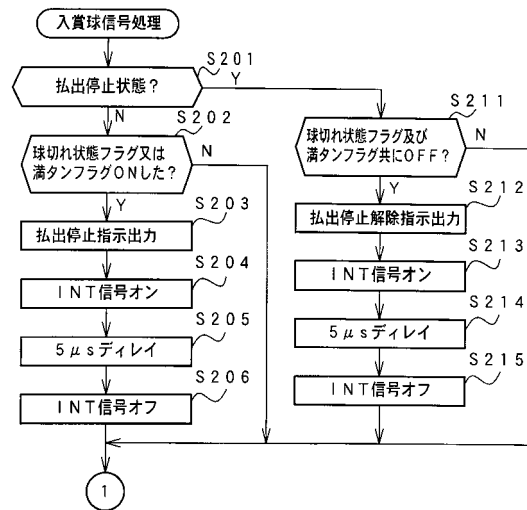 入賞球信号処理
S201
払出停止状態？
Y
N
S202
球切れ状態フラグ又は
満タンフラグONした？
N
Y
S203
払出停止指示出力
S204
INT信号オン
S205
5μsディレイ
S206
INT信号オフ
S211
球切れ状態フラグ及び
満タンフラグ共にOFF？
N
Y
S212
払出停止解除指示出力
S213
INT信号オン
S214
5μsディレイ
S215
INT信号オフ
1